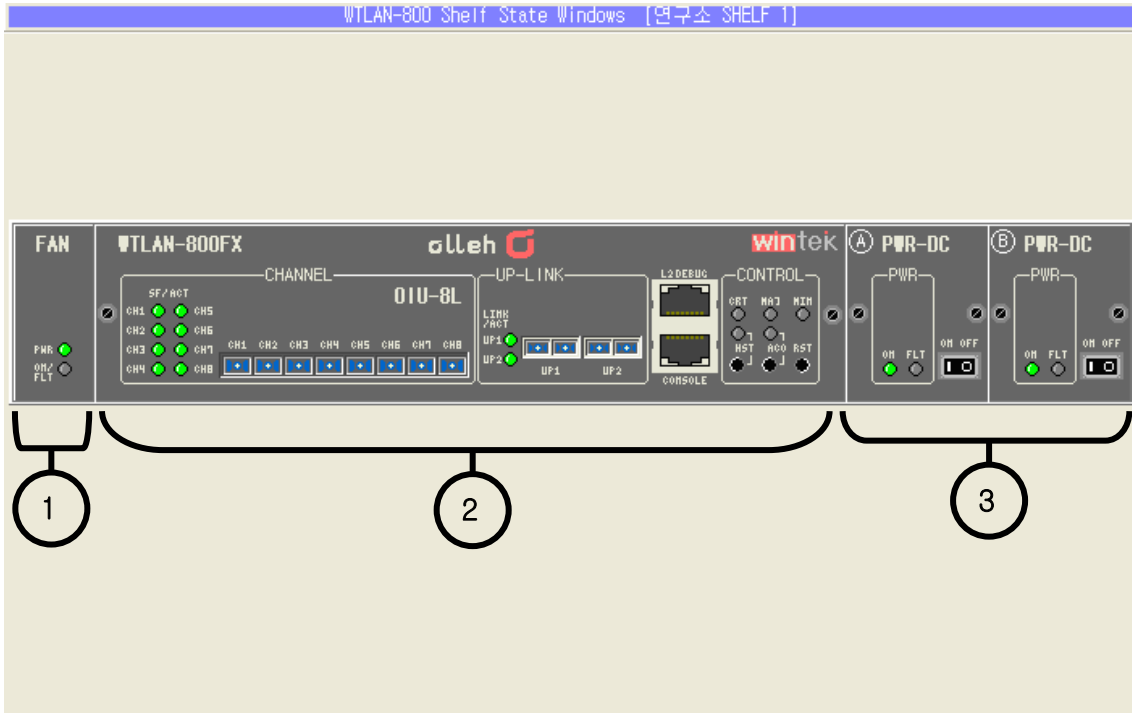 WTLAN-800 Shelf State Windows [연구소 SHELF 1]
FAN
PWR
ON/
FLT
WTLAN-800FX
olleh
wintek
CHANNEL
OIU-8L
SF/ACT
CH1 CH5
CH2 CH6
CH3 CH7
CH4 CH8
CH1 CH2 CH3 CH4 CH5 CH6 CH7 CH8
UP-LINK
LINK
/ACT
UP1
UP2
UP1 UP2
L2DEBUG
CONSOLE
CONTROL
CRT MAJ MIN
HST ACO RST
A PWR-DC
PWR
ON FLT
ON OFF
B PWR-DC
PWR
ON FLT
ON OFF
1
2
3